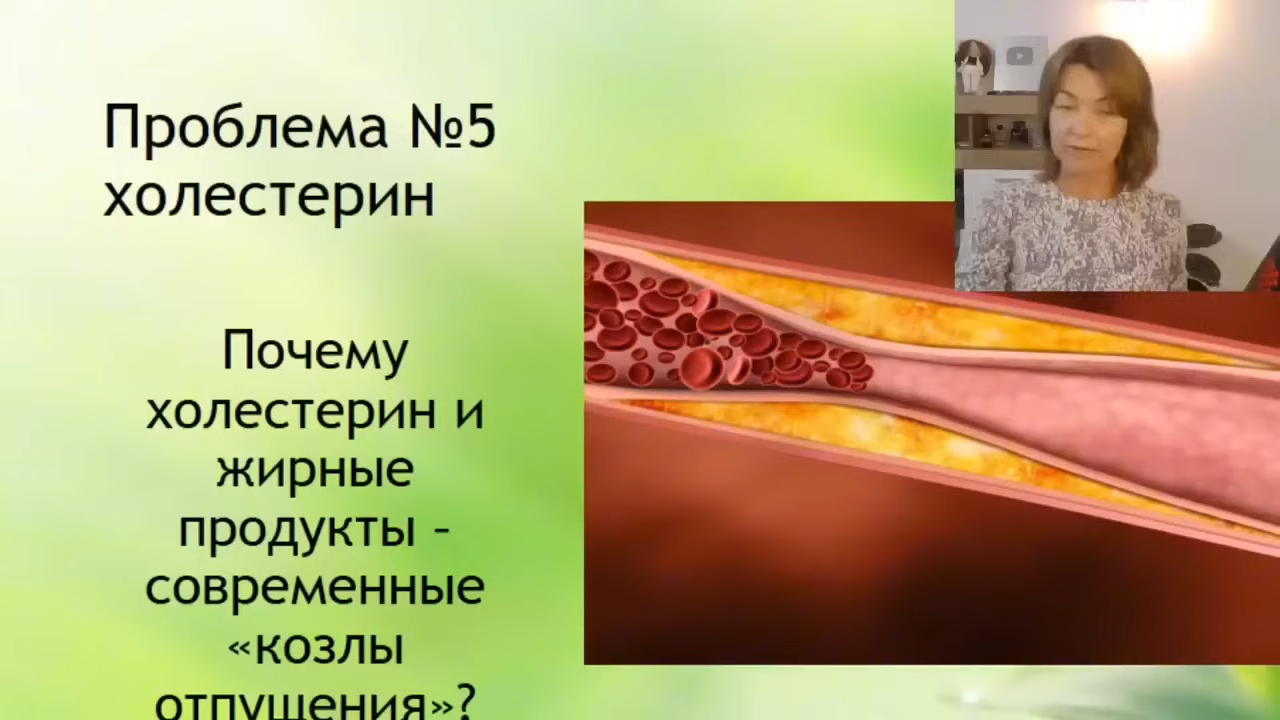 Проблема №5
холестерин
Почему
холестерин и
жирные
продукты –
современные
«козлы
отпущения»?